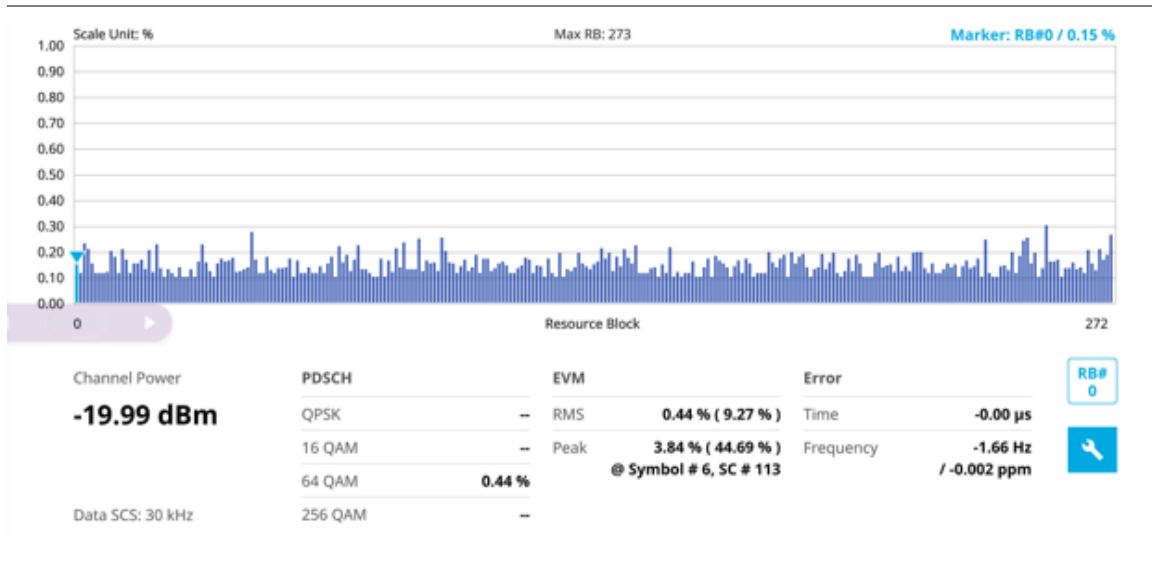 Scale Unit: %
Max RB: 273
Marker: RB#0 / 0.15 %
1.00
0.90
0.80
0.70
0.60
0.50
0.40
0.30
0.20
0.10
0.00
0
Resource Block
272
Channel Power
-19.99 dBm
Data SCS: 30 kHz
PDSCH
QPSK --
16 QAM --
64 QAM 0.44 %
256 QAM --
EVM
RMS 0.44 % ( 9.27 % )
Peak 3.84 % ( 44.69 % )
@ Symbol # 6, SC # 113
Error
Time -0.00 µs
Frequency -1.66 Hz
/ -0.002 ppm
RB#
0